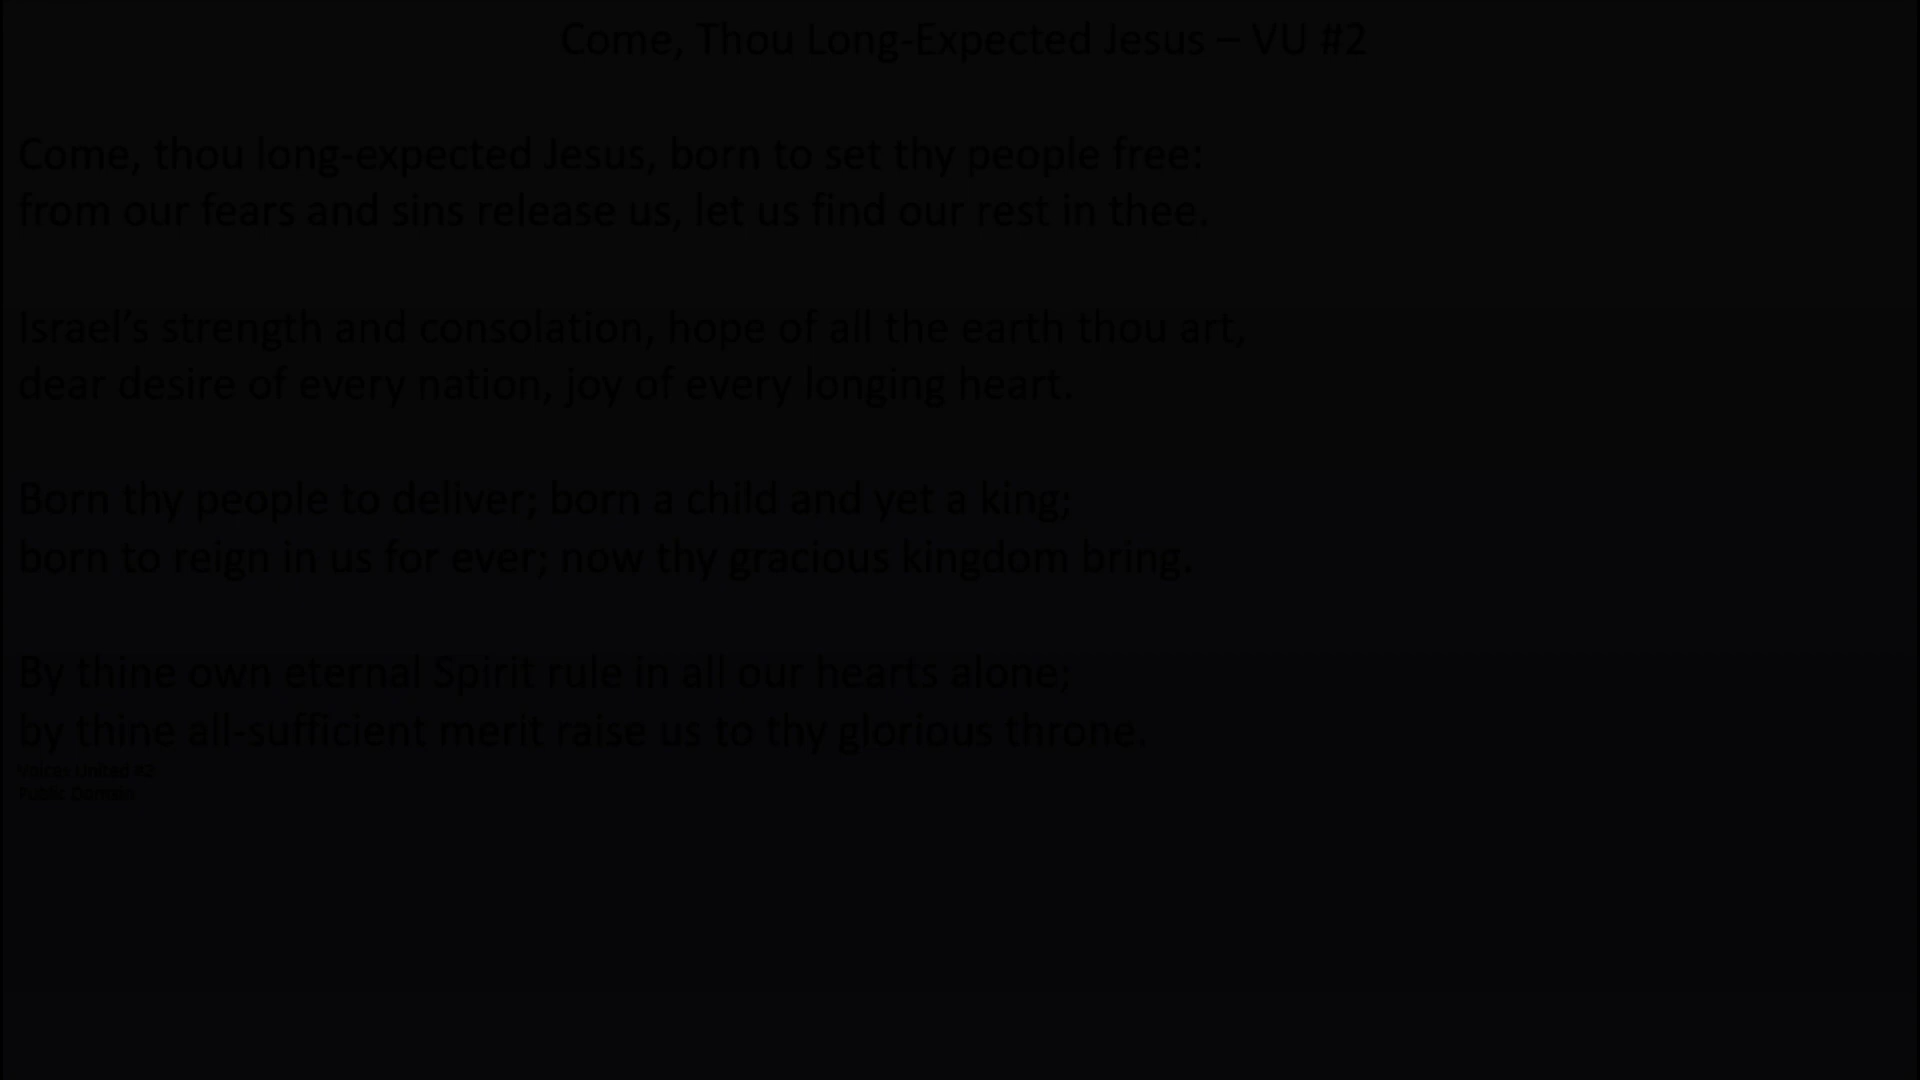 Come, Thou Long-Expected Jesus – VU #2
Come, thou long-expected Jesus, born to set thy people free:
from our fears and sins release us, let us find our rest in thee.
Israel’s strength and consolation, hope of all the earth thou art,
dear desire of every nation, joy of every longing heart.
Born thy people to deliver; born a child and yet a king;
born to reign in us for ever; now thy gracious kingdom bring.
By thine own eternal Spirit rule in all our hearts alone;
by thine all-sufficient merit raise us to thy glorious throne.
Voices United #2
Public Domain